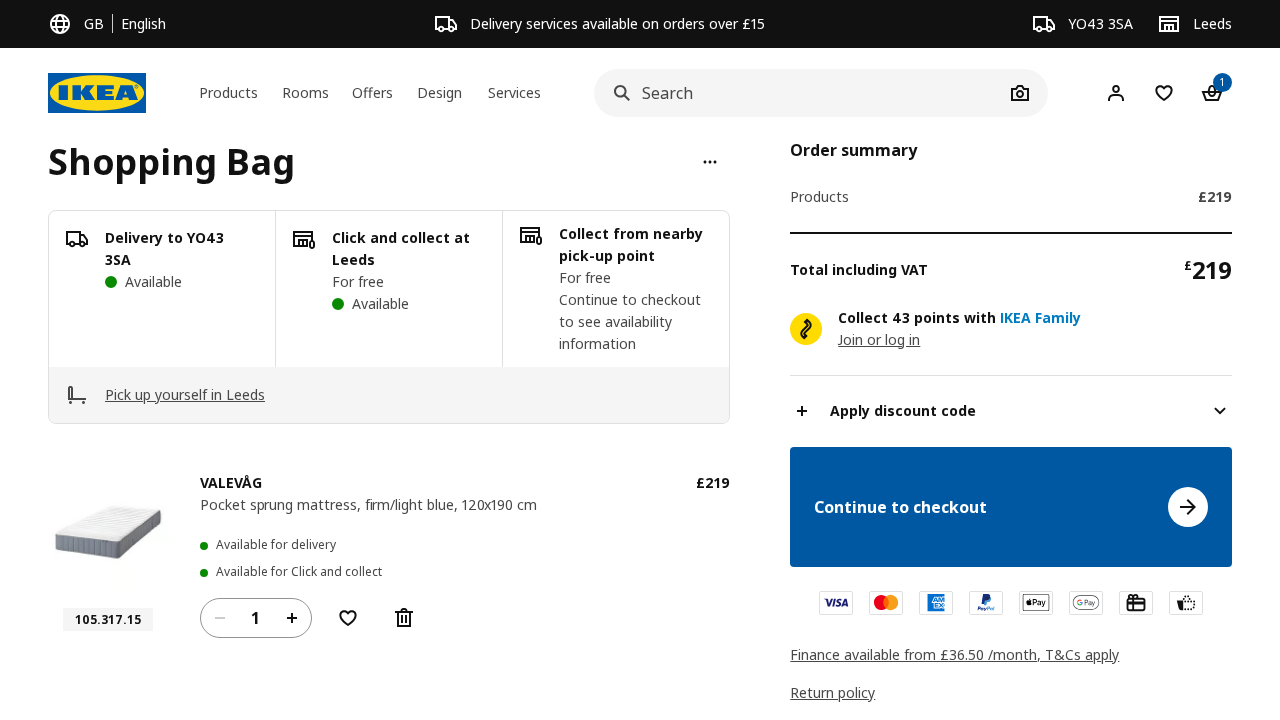 GB English
Delivery services available on orders over £15
YO43 3SA
Leeds
IKEA
Products
Rooms
Offers
Design
Services
Search
1
Shopping Bag
Delivery to YO43
3SA
Available
Click and collect at
Leeds
For free
Available
Collect from nearby
pick-up point
For free
Continue to checkout
to see availability
information
Pick up yourself in Leeds
VALEVÅG
£219
Pocket sprung mattress, firm/light blue, 120x190 cm
Available for delivery
Available for Click and collect
105.317.15
1
Order summary
Products
£219
Total including VAT
£219
Collect 43 points with IKEA Family
Join or log in
Apply discount code
Continue to checkout
VISA
AMEX
PayPal
Pay
G Pay
Finance available from £36.50 /month, T&Cs apply
Return policy